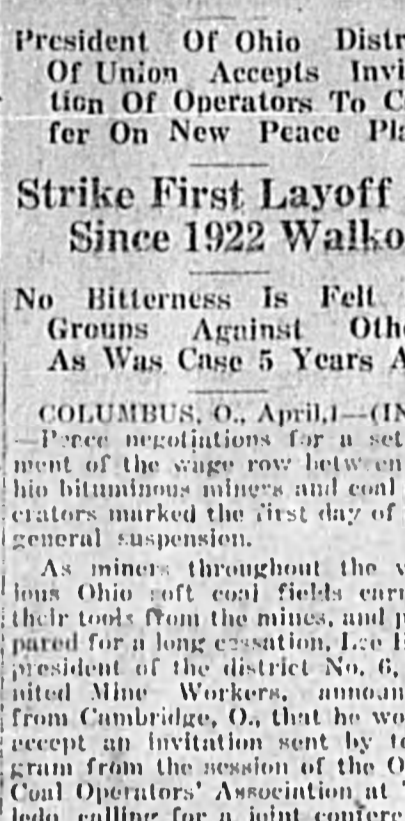 President Of Ohio Distr
Of Union Accepts Invi
tion Of Operators To C
fer On New Peace Pla
Strike First Layoff
Since 1922 Walko
No Bitterness Is Felt
Groups Against Othe
As Was Case 5 Years A
COLUMBUS, O., April 1—(IN
—Peace negotiations for a set
ment of the wage row between
hio bituminous miners and coal
erators marked the first day of
general suspension.
As miners throughout the v
ious Ohio soft coal fields carr
their tools from the mines, and p
pared for a long cessation, Lee H
president of the district No. 6,
nited Mine Workers, announ
from Cambridge, O., that he wo
accept an invitation sent by te
gram from the session of the O
Coal Operators' Association at T
ledo calling for a joint confere